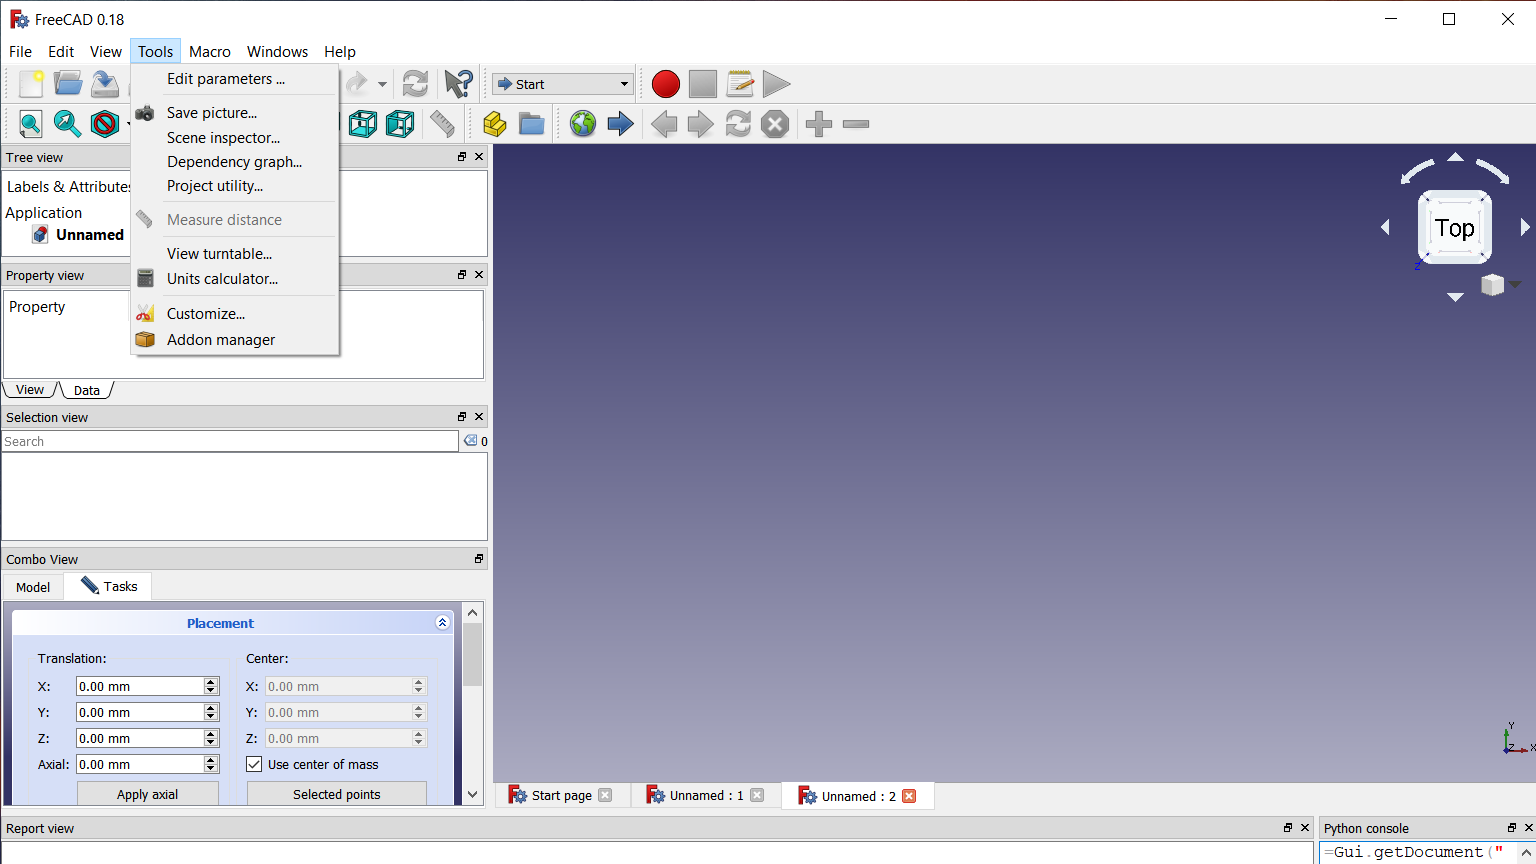 FreeCAD 0.18
File Edit View Tools Macro Windows Help
Edit parameters ...
Save picture...
Scene inspector...
Dependency graph...
Project utility...
Measure distance
View turntable...
Units calculator...
Customize...
Addon manager
Start
Tree view
Labels & Attributes
Application
Unnamed
Property view
Property
View Data
Selection view
Search
0
Combo View
Model Tasks
Placement
Translation: Center:
X: 0.00 mm X: 0.00 mm
Y: 0.00 mm Y: 0.00 mm
Z: 0.00 mm Z: 0.00 mm
Axial: 0.00 mm Use center of mass
Apply axial Selected points
Top
Z
Y
Z X
Start page Unnamed : 1 Unnamed : 2
Report view
Python console
=Gui.getDocument("